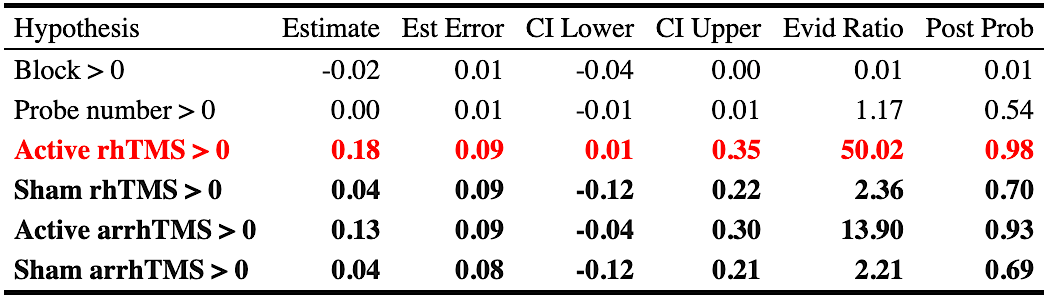 Hypothesis Estimate Est Error CI Lower CI Upper Evid Ratio Post Prob
Block > 0 -0.02 0.01 -0.04 0.00 0.01 0.01
Probe number > 0 0.00 0.01 -0.01 0.01 1.17 0.54
Active rhTMS > 0 0.18 0.09 0.01 0.35 50.02 0.98
Sham rhTMS > 0 0.04 0.09 -0.12 0.22 2.36 0.70
Active arrhTMS > 0 0.13 0.09 -0.04 0.30 13.90 0.93
Sham arrhTMS > 0 0.04 0.08 -0.12 0.21 2.21 0.69